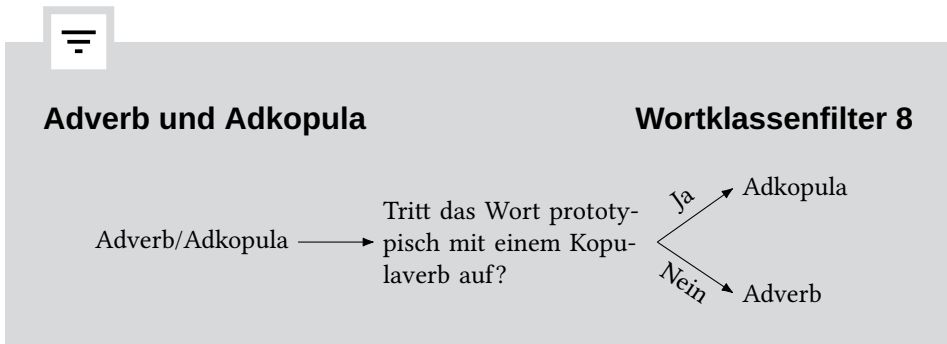 Adverb und Adkopula
Wortklassenfilter 8
Adverb/Adkopula
Tritt das Wort prototy-
pisch mit einem Kopu-
laverb auf?
Ja
Adkopula
Nein
Adverb